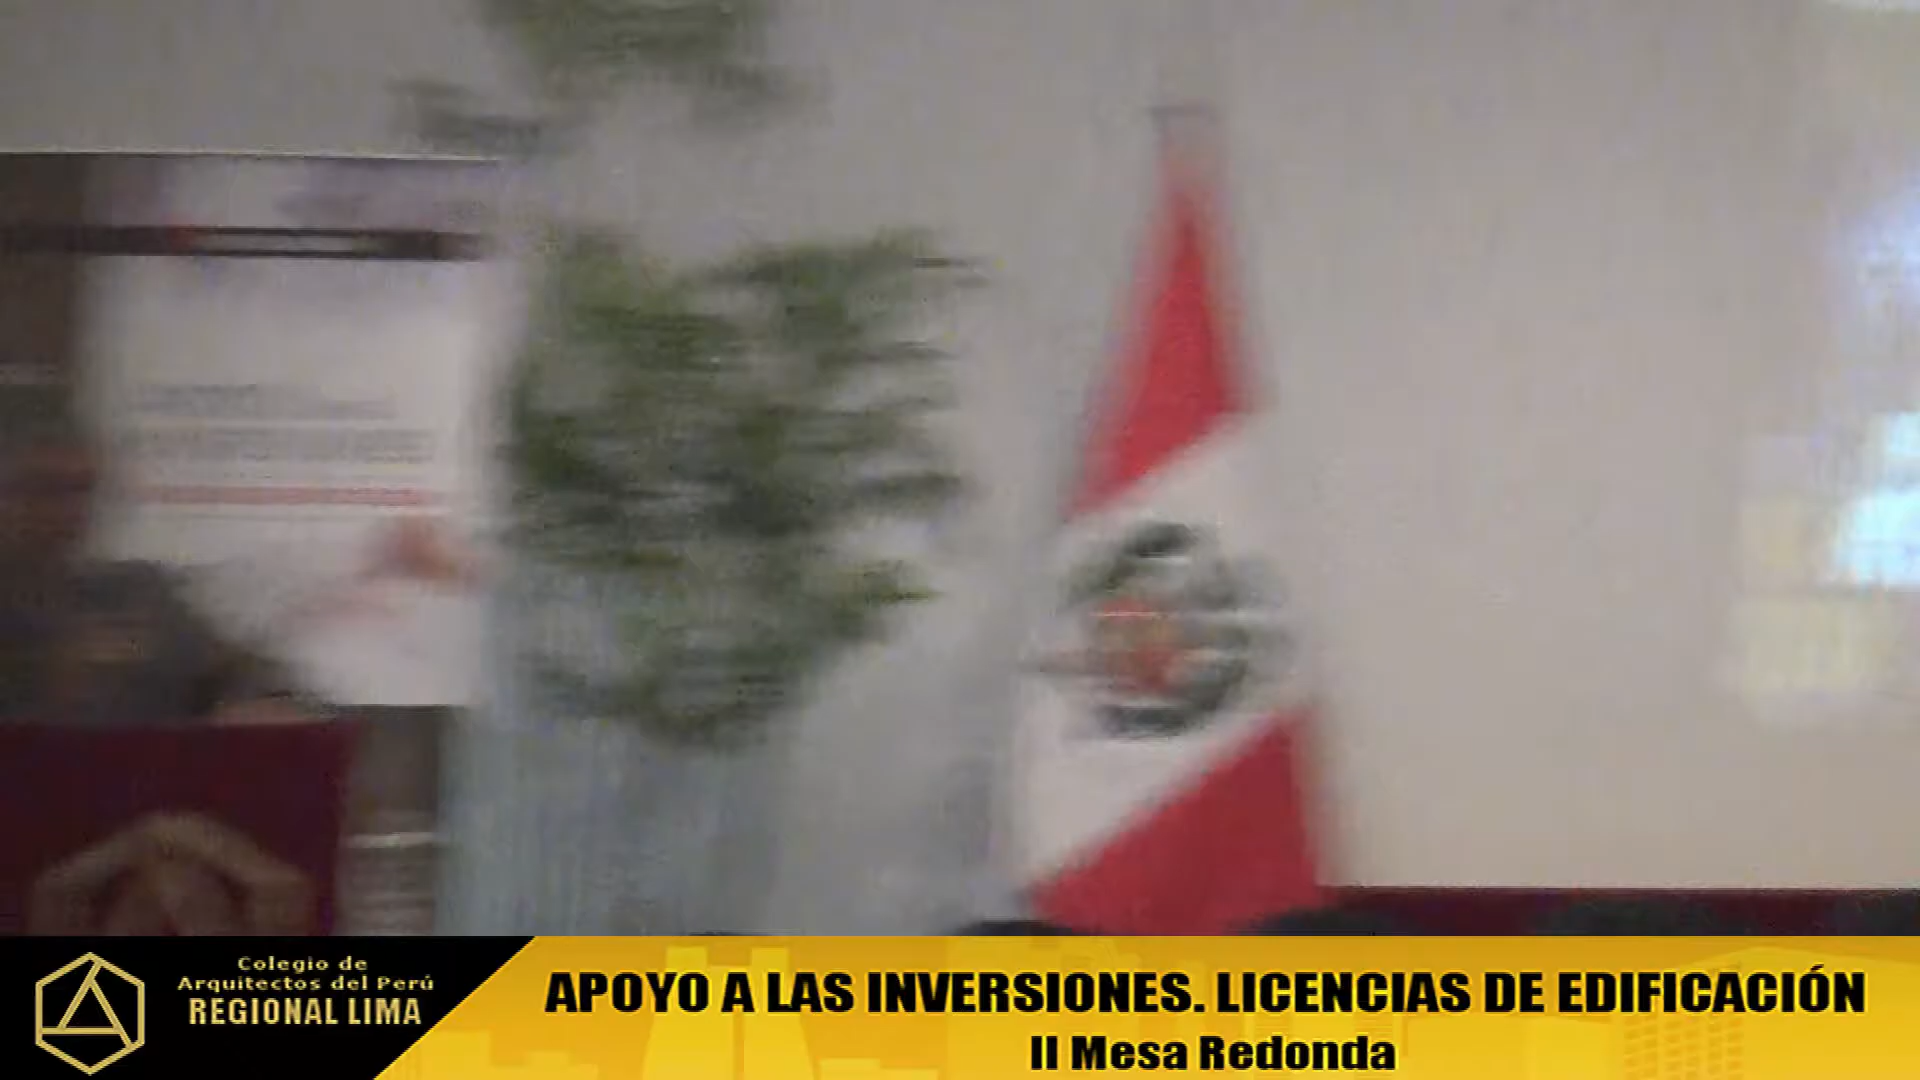 Colegio de
Arquitectos del Perú
REGIONAL LIMA
APOYO A LAS INVERSIONES. LICENCIAS DE EDIFICACIÓN
II Mesa Redonda